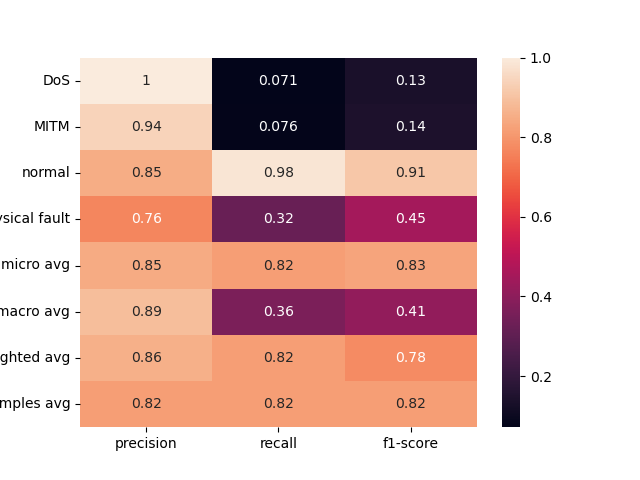 DoS 1 0.071 0.13
MITM 0.94 0.076 0.14
normal 0.85 0.98 0.91
ysical fault 0.76 0.32 0.45
micro avg 0.85 0.82 0.83
macro avg 0.89 0.36 0.41
ghted avg 0.86 0.82 0.78
mples avg 0.82 0.82 0.82
precision recall f1-score
1.0
0.8
0.6
0.4
0.2